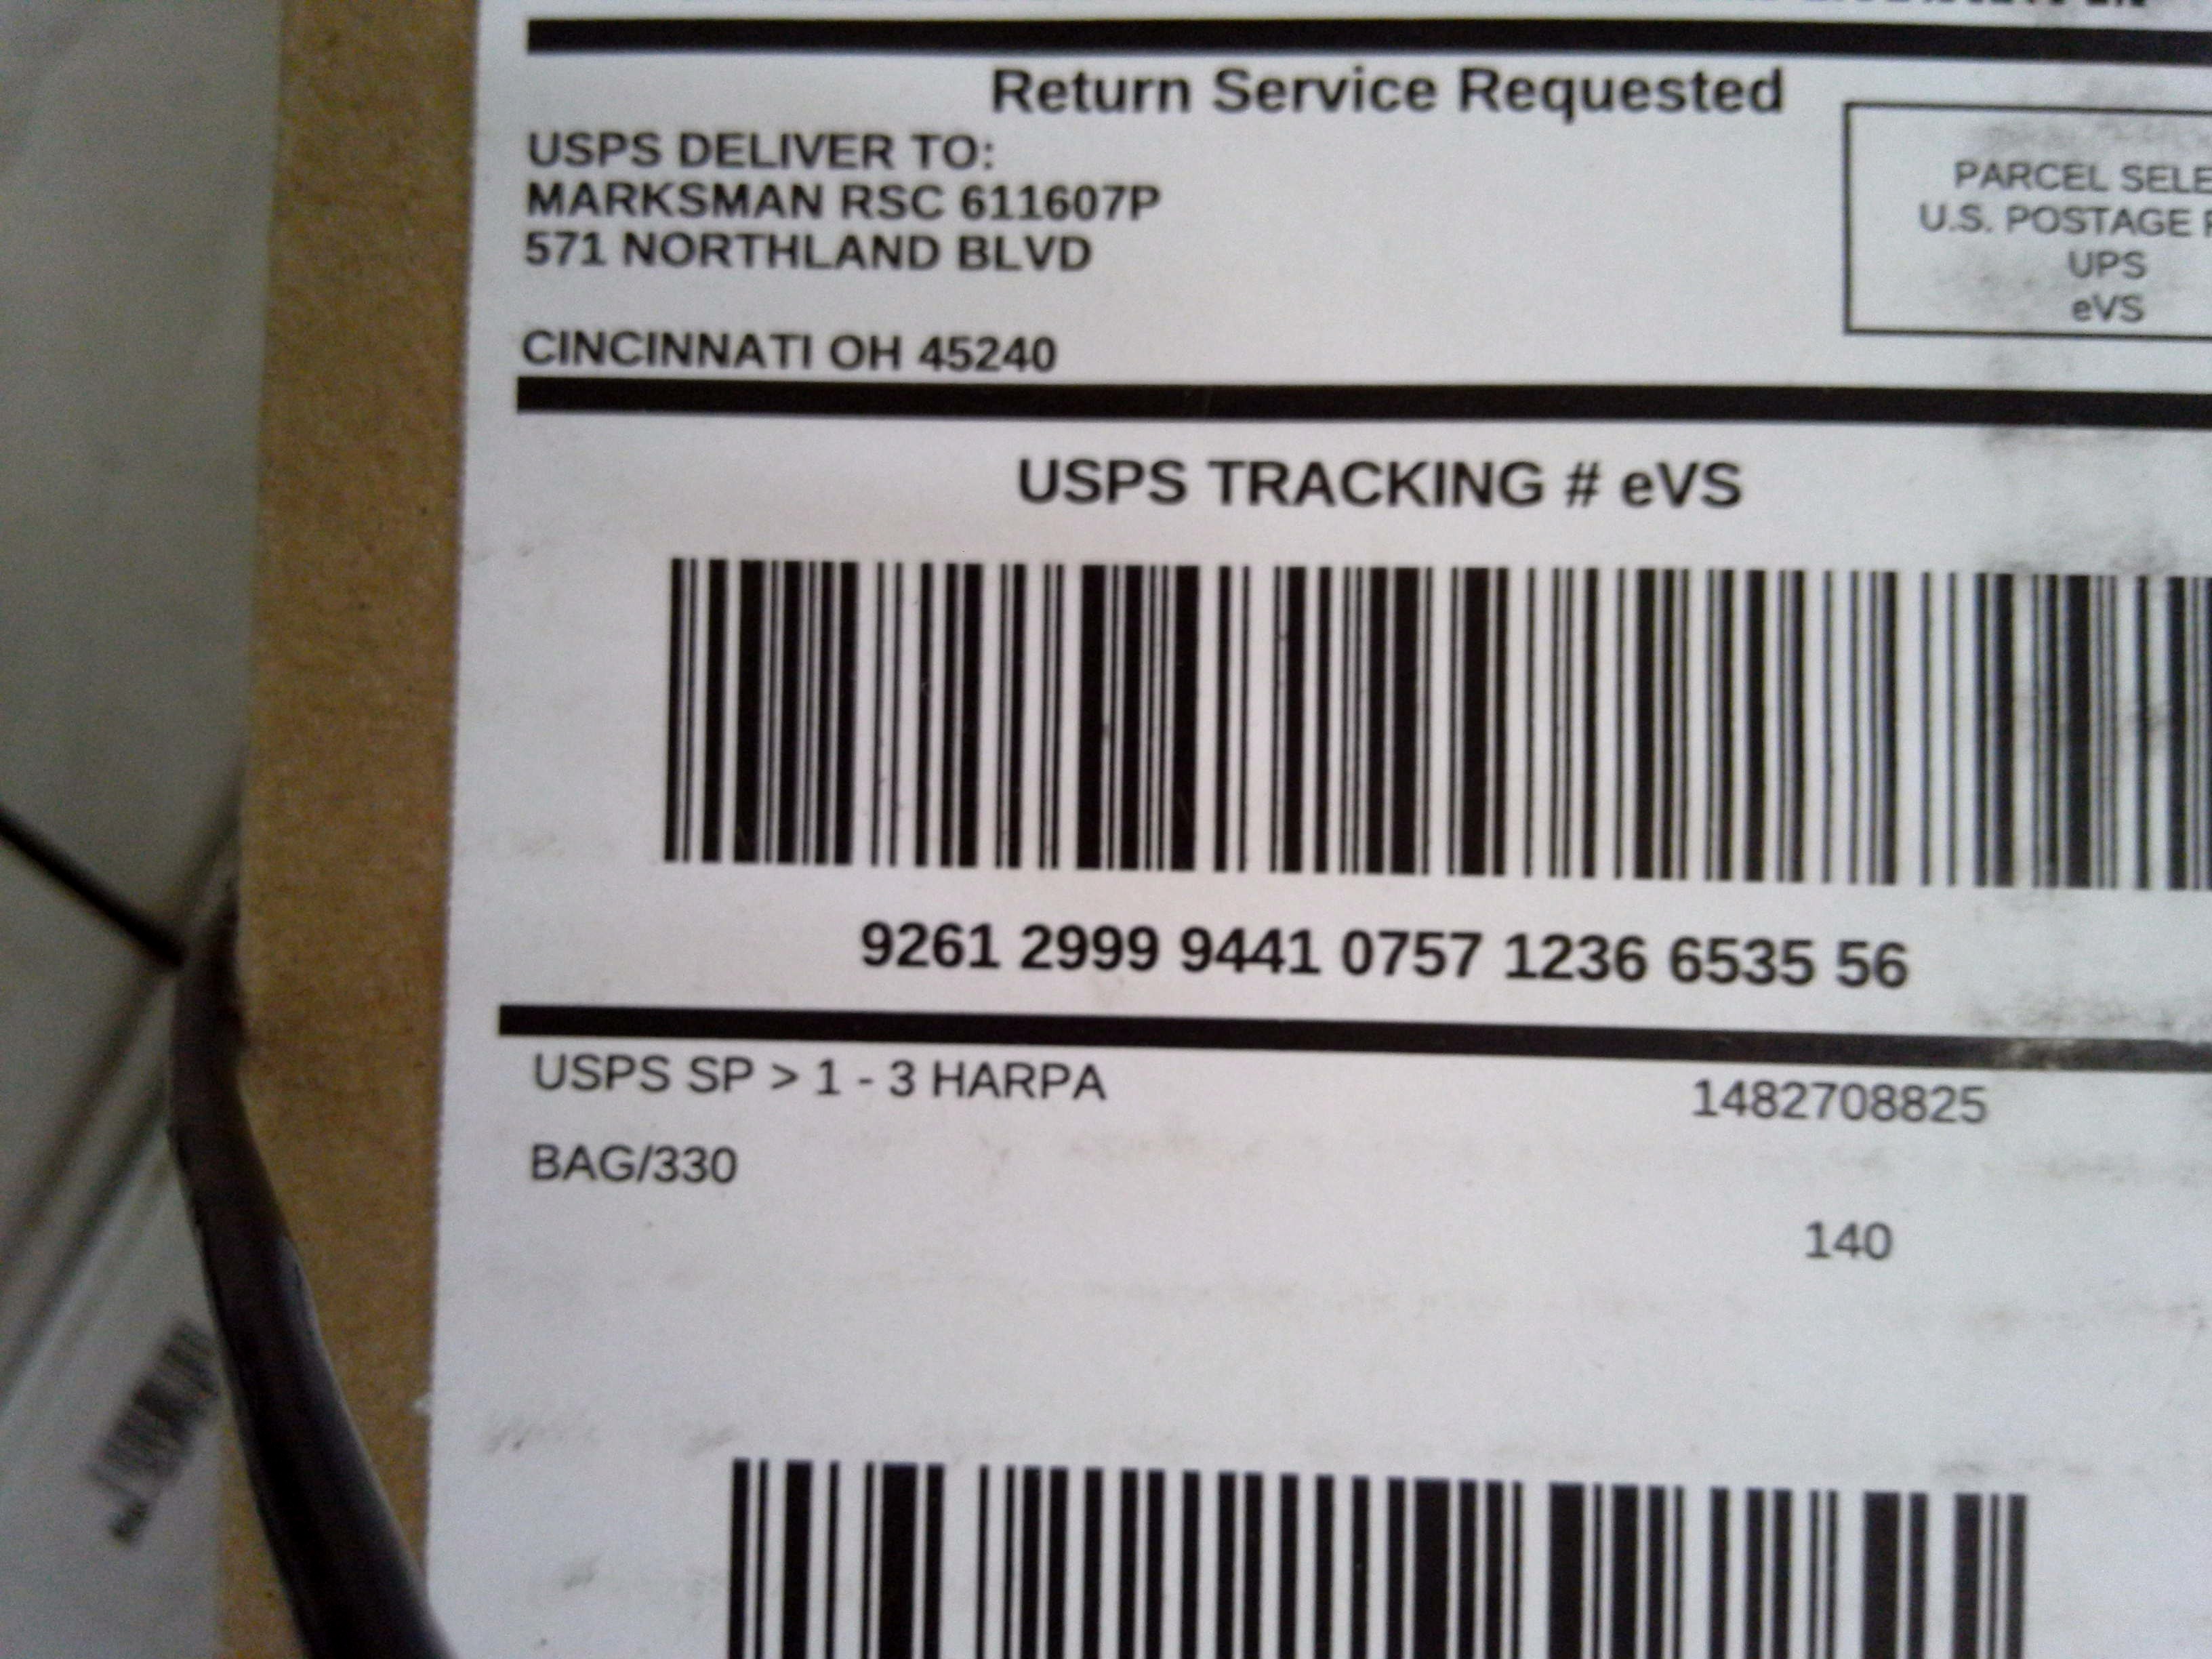 Return Service Requested
USPS DELIVER TO:
MARKSMAN RSC 611607P
571 NORTHLAND BLVD
CINCINNATI OH 45240
PARCEL
U.S. POSTAGE
UPS
eVS
USPS TRACKING # eVS
9261 2999 9441 0757 1236 6535 56
USPS SP > 1 - 3 HARPA
1482708825
BAG/330
140